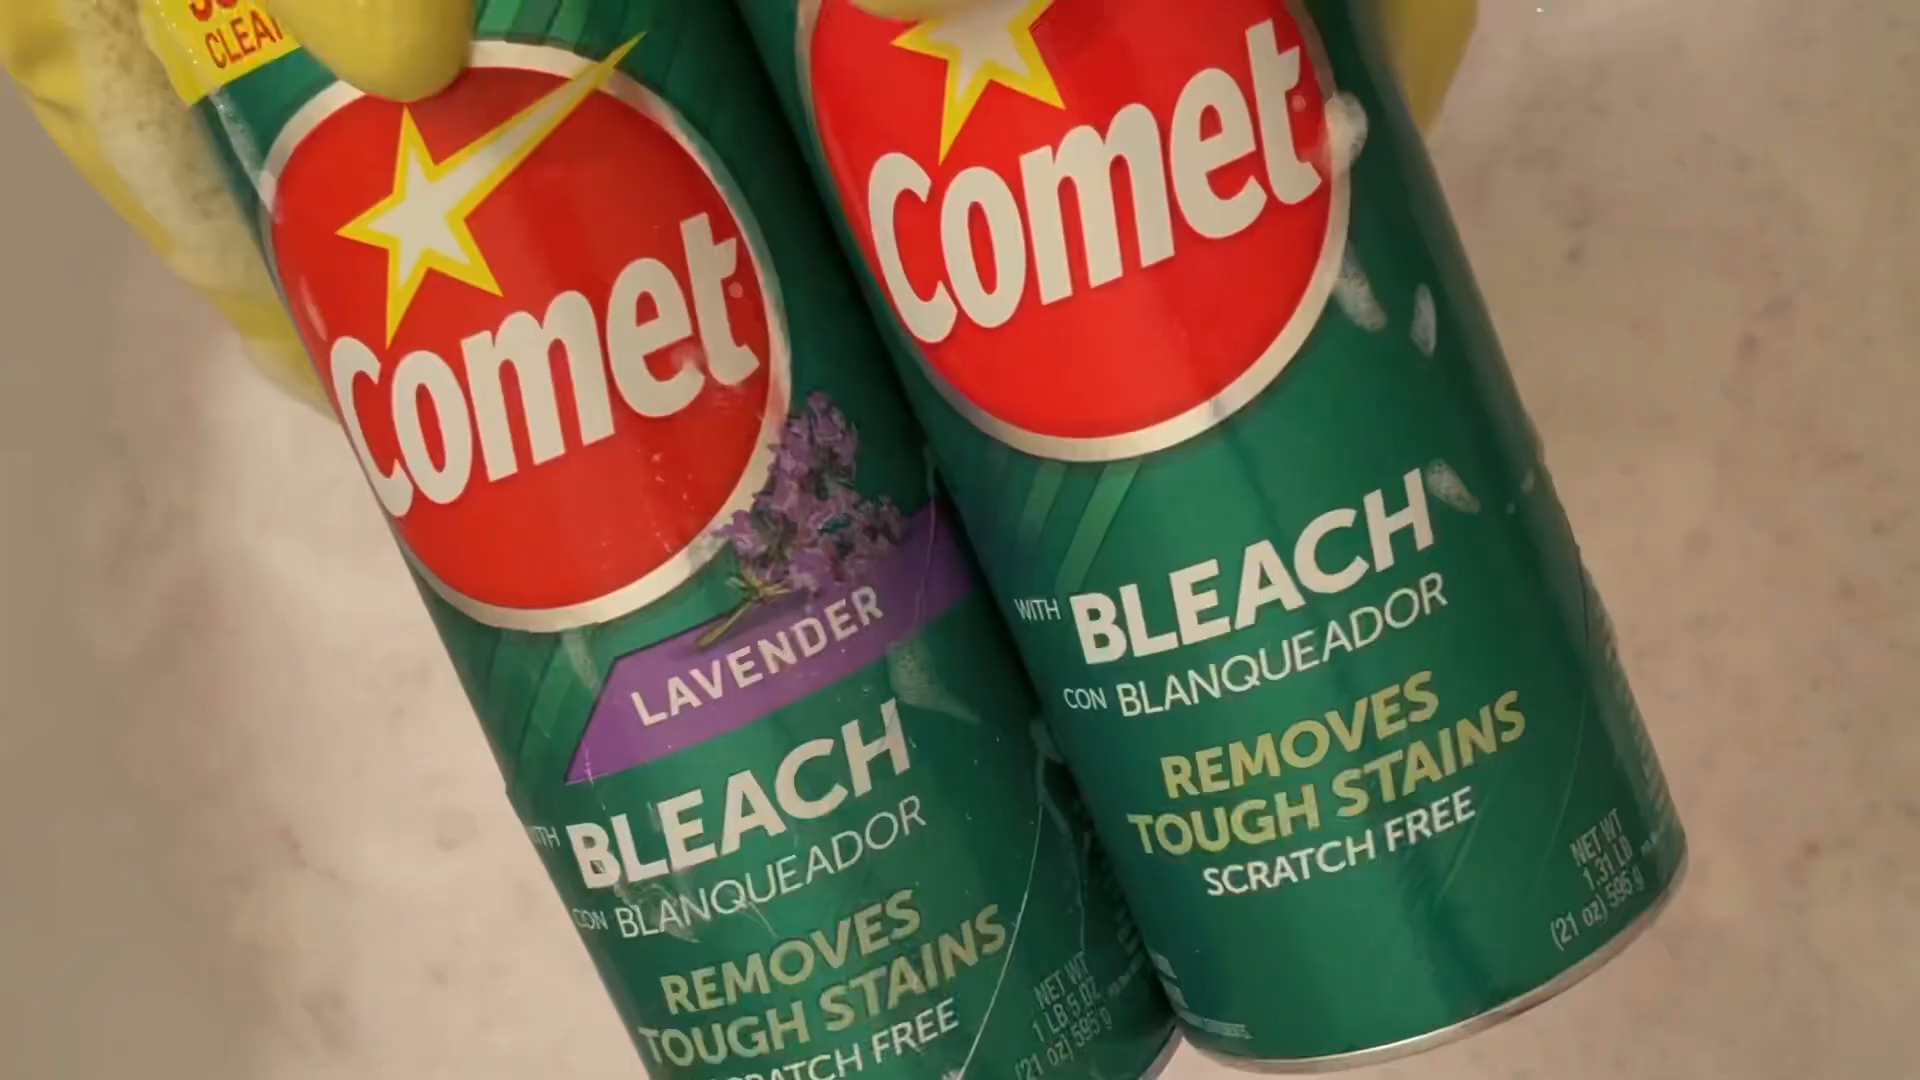 CLEAN
Comet
LAVENDER
WITH BLEACH
CON BLANQUEADOR
REMOVES
TOUGH STAINS
SCRATCH FREE
NET WT
1 LB 5 OZ
(21 oz) 595 g
Comet
WITH BLEACH
CON BLANQUEADOR
REMOVES
TOUGH STAINS
SCRATCH FREE
NET WT
1.31 LB
(21 oz) 595 g